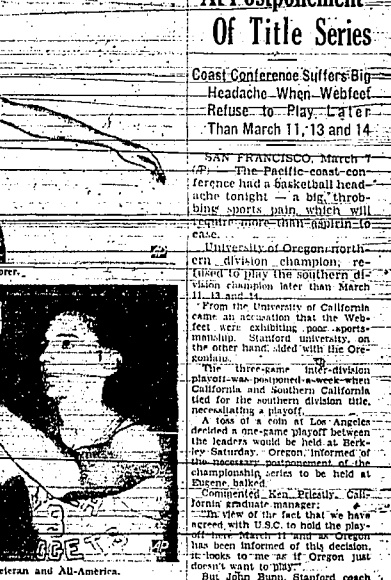 At Postponement
Of Title Series
Coast Conference Suffers Big
Headache When Webfeet
Refuse to Play Later
Than March 11, 13 and 14
SAN FRANCISCO, March 7
(AP) — The Pacific coast con-
ference had a basketball head-
ache tonight — a big, throb-
bing sports pain, which will
require more than aspirin to
ease.
University of Oregon, north-
ern division champion, re-
fused to play the southern di-
vision champion later than March
11, 13 and 14.
From the University of California
came an accusation that the Web-
feet were exhibiting poor sports-
manship. Stanford university, on
the other hand, sided with the Ore-
gonians.
The three-game inter-division
playoff was postponed a week when
California and Southern California
tied for the southern division title,
necessitating a playoff.
A toss of a coin at Los Angeles
decided a one-game playoff between
the leaders would be held at Berk-
ley Saturday. Oregon, informed of
the necessary postponement of the
championship series to be held at
Eugene, balked.
Commented Ken Priestly, Cali-
fornia graduate manager:
"In view of the fact that we have
agreed with U.S.C. to hold the play-
off here March 11 and as Oregon
has been informed of this decision,
it looks to me as if Oregon just
doesn't want to play."
But John Bunn, Stanford coach
orer.
AP
AP
GGETS
eteran and All-America.